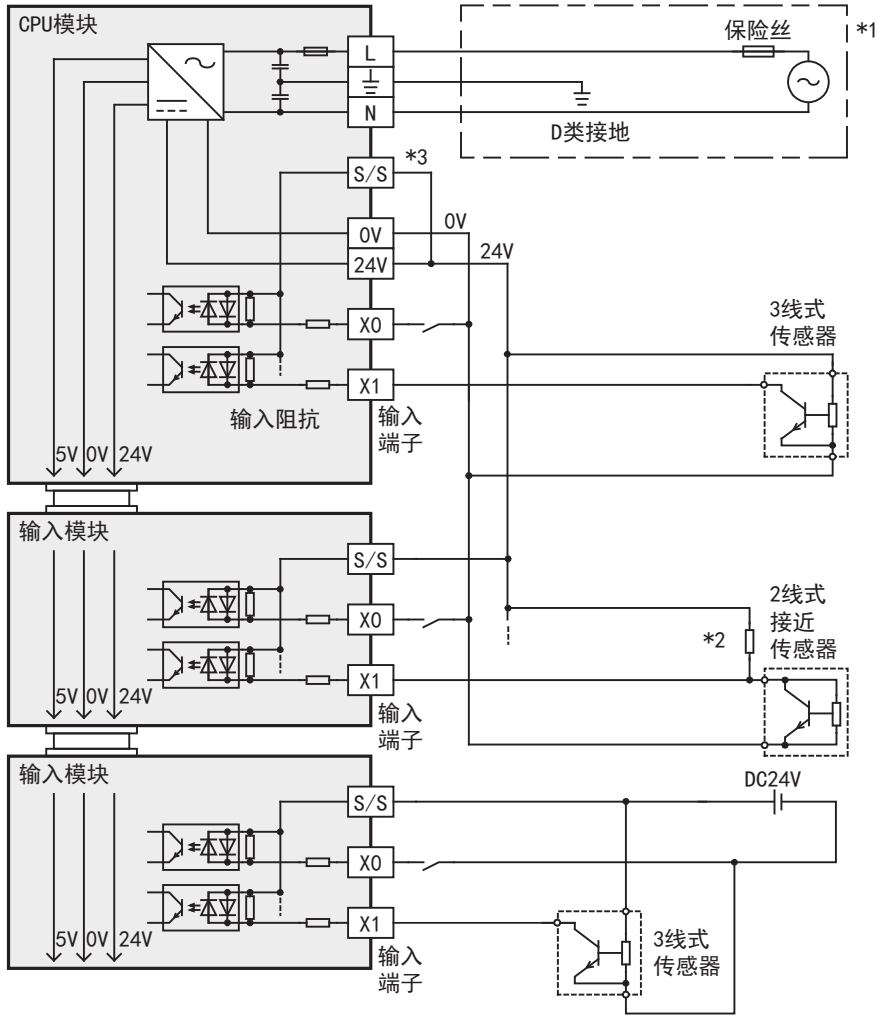 CPU模块
保险丝
*1
L
N
D类接地
*3
S/S
0V
0V
24V
24V
3线式
传感器
X0
X1
输入阻抗
输入
端子
5V 0V 24V
输入模块
S/S
2线式
接近
传感器
X0
*2
X1
5V 0V 24V
输入
端子
输入模块
DC24V
S/S
X0
X1
5V 0V 24V
3线式
传感器
输入
端子